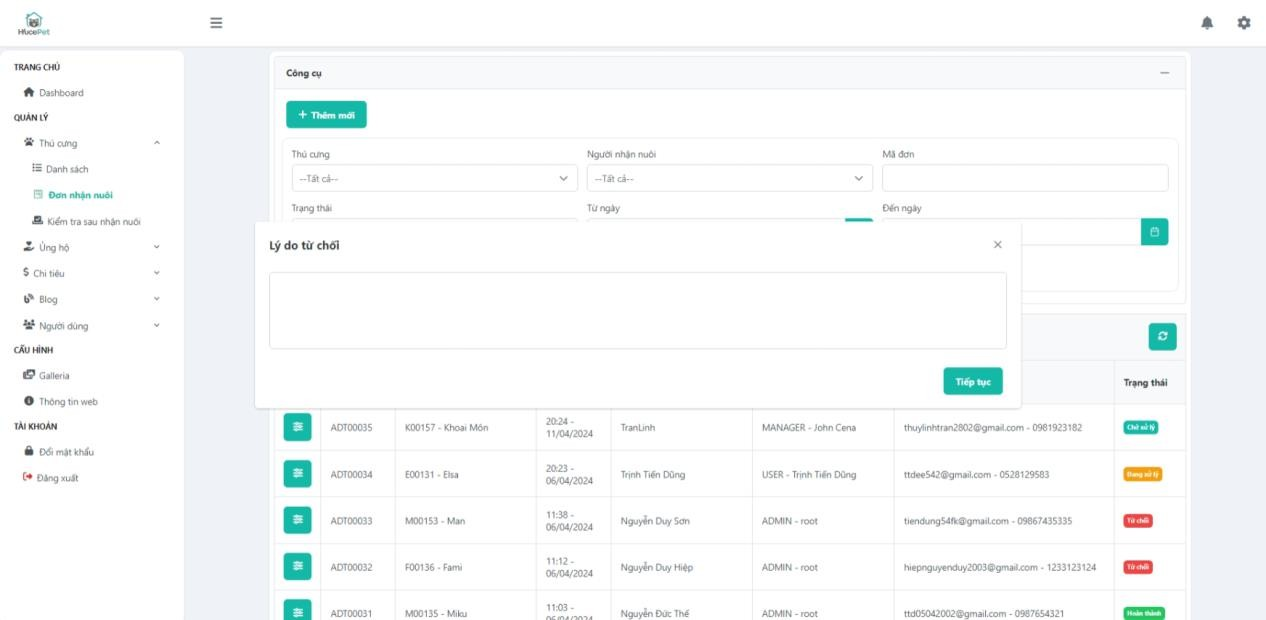 HfucePet
TRANG CHỦ
Dashboard
QUẢN LÝ
Thú cưng
Danh sách
Đơn nhận nuôi
Kiểm tra sau nhận nuôi
Ủng hộ
Chi tiêu
Blog
Người dùng
CẤU HÌNH
Galleria
Thông tin web
TÀI KHOẢN
Đổi mật khẩu
Đăng xuất
Công cụ
+ Thêm mới
Thú cưng Người nhận nuôi Mã đơn
--Tất cả-- --Tất cả--
Trạng thái Từ ngày Đến ngày
Lý do từ chối
Tiếp tục
Trạng thái
ADT00035 K00157 - Khoai Món 20:24 - 11/04/2024 TranLinh MANAGER - John Cena thuylinhtran2802@gmail.com - 0981923182 Chờ xử lý
ADT00034 E00131 - Elsa 20:23 - 06/04/2024 Trịnh Tiến Dũng USER - Trịnh Tiến Dũng ttdee542@gmail.com - 0528129583 Đang xử lý
ADT00033 M00153 - Man 11:38 - 06/04/2024 Nguyễn Duy Sơn ADMIN - root tiendung54fk@gmail.com - 09867435335 Từ chối
ADT00032 F00136 - Fami 11:12 - 06/04/2024 Nguyễn Duy Hiệp ADMIN - root hiepnguyenduy2003@gmail.com - 1233123124 Từ chối
ADT00031 M00135 - Miku 11:03 - 06/04/2024 Nguyễn Đức Thế ADMIN - root ttd05042002@gmail.com - 0987654321 Hoàn thành